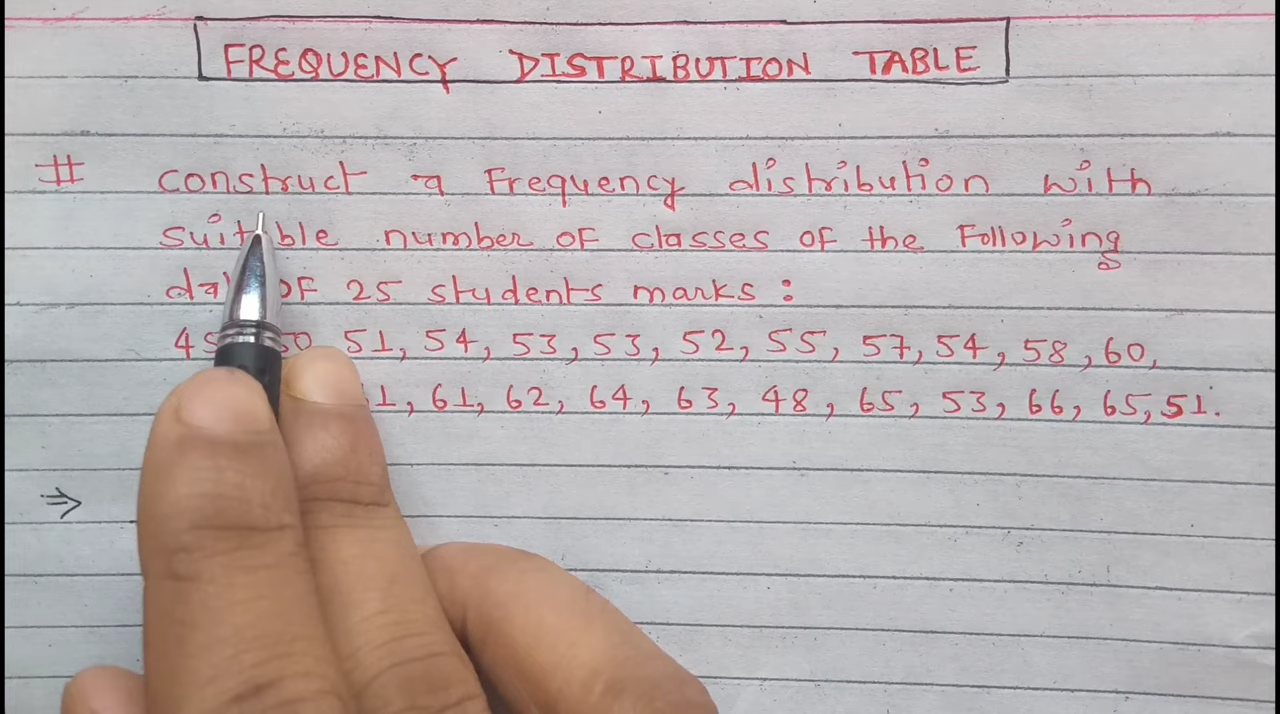 FREQUENCY DISTRIBUTION TABLE
# construct a Frequency distribution with
suitable number of classes of the Following
of 25 students marks :
51, 54, 53, 53, 52, 55, 57, 54, 58, 60,
61, 62, 64, 63, 48, 65, 53, 66, 65, 51.
⇒